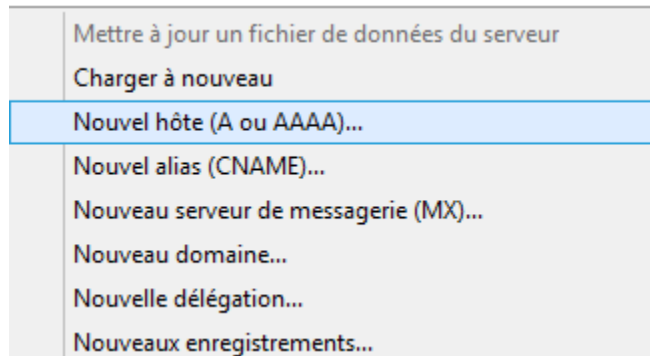 Mettre à jour un fichier de données du serveur
Charger à nouveau
Nouvel hôte (A ou AAAA)...
Nouvel alias (CNAME)...
Nouveau serveur de messagerie (MX)...
Nouveau domaine...
Nouvelle délégation...
Nouveaux enregistrements...